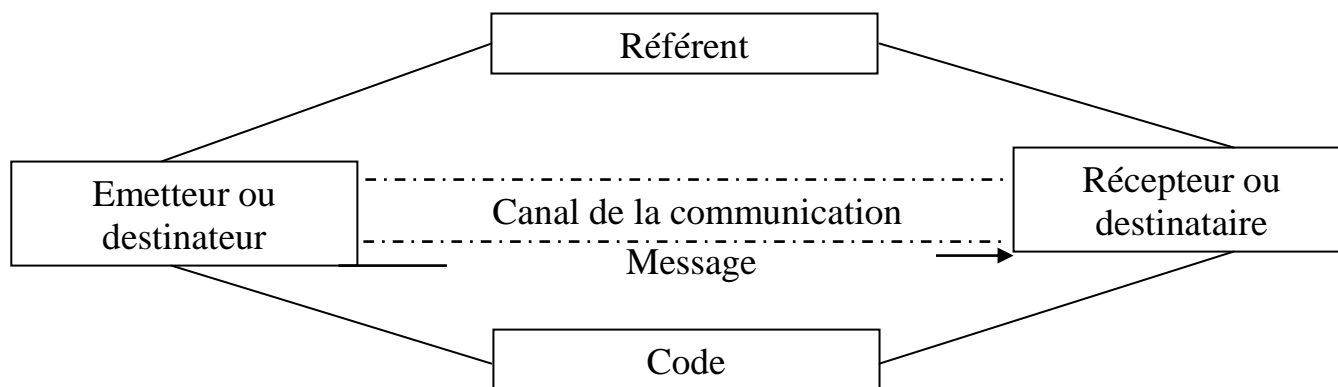 Référent
Emetteur ou
destinateur
Canal de la communication
Message
Récepteur ou
destinataire
Code